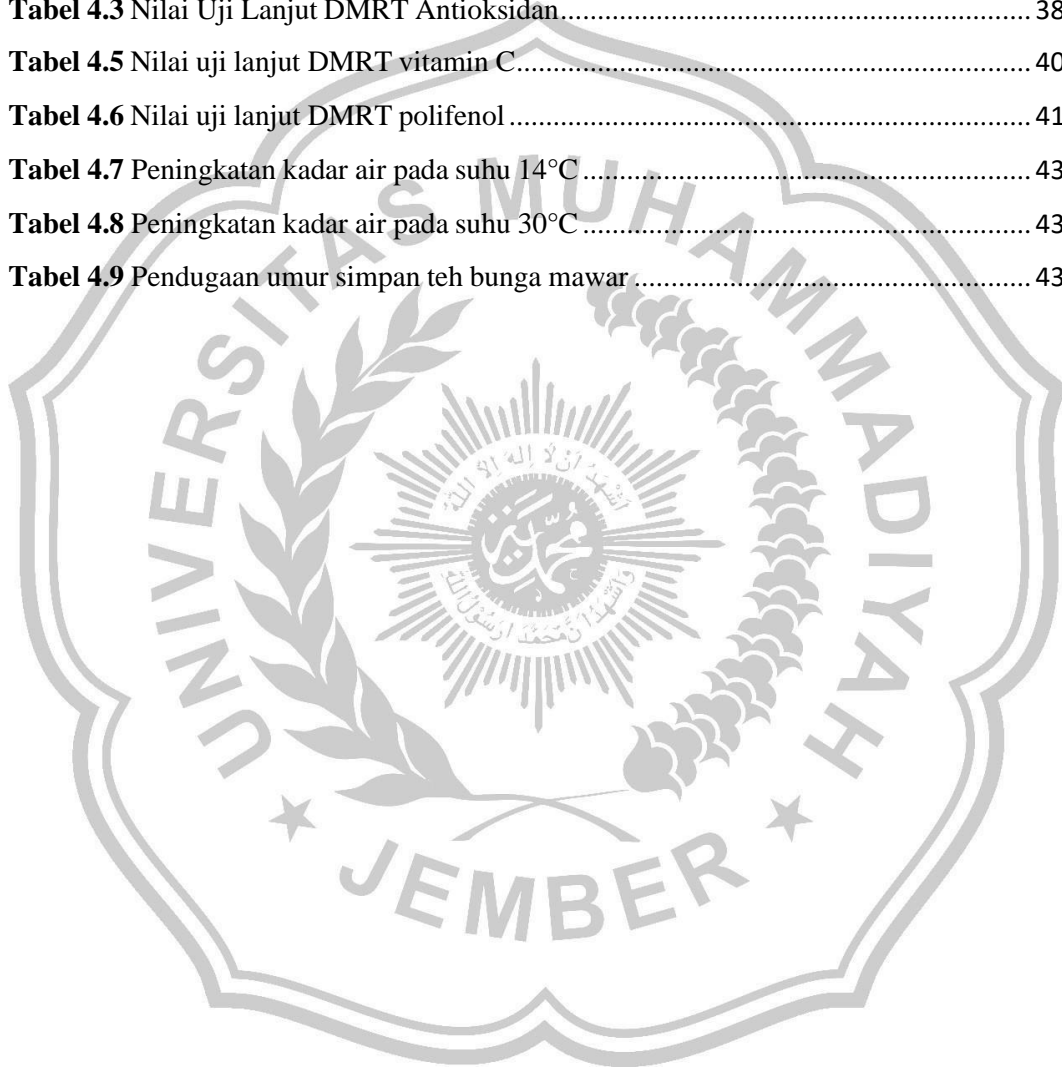 Tabel 4.3 Nilai Uji Lanjut DMRT Antioksidan.......................................................................... 38
Tabel 4.5 Nilai uji lanjut DMRT vitamin C................................................................................ 40
Tabel 4.6 Nilai uji lanjut DMRT polifenol ................................................................................. 41
Tabel 4.7 Peningkatan kadar air pada suhu 14°C ...................................................................... 43
Tabel 4.8 Peningkatan kadar air pada suhu 30°C ...................................................................... 43
Tabel 4.9 Pendugaan umur simpan teh bunga mawar ............................................................... 43
UNIVERSITAS MUHAMMADIYAH
JEMBER